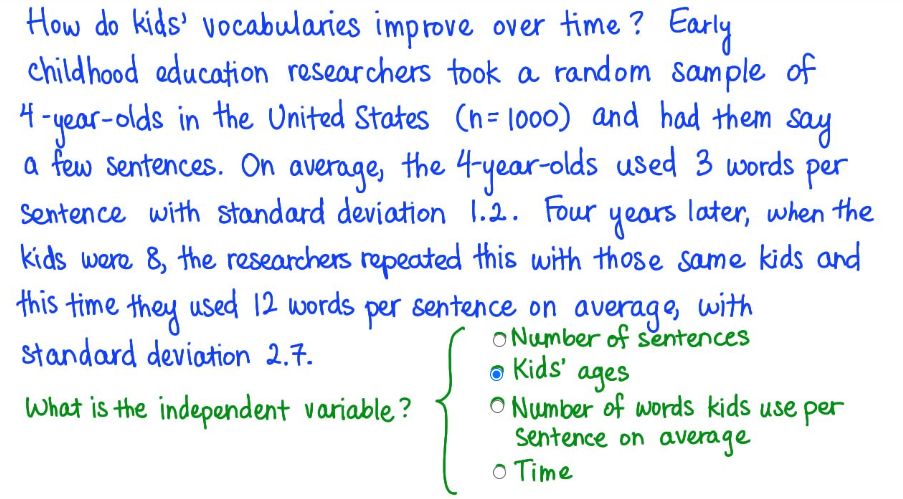 How do kids' vocabularies improve over time? Early
childhood education researchers took a random sample of
4-year-olds in the United States (n=1000) and had them say
a few sentences. On average, the 4-year-olds used 3 words per
sentence with standard deviation 1.2. Four years later, when the
kids were 8, the researchers repeated this with those same kids and
this time they used 12 words per sentence on average, with
standard deviation 2.7.
What is the independent variable?
Number of sentences
Kids' ages
Number of words kids use per
sentence on average
Time